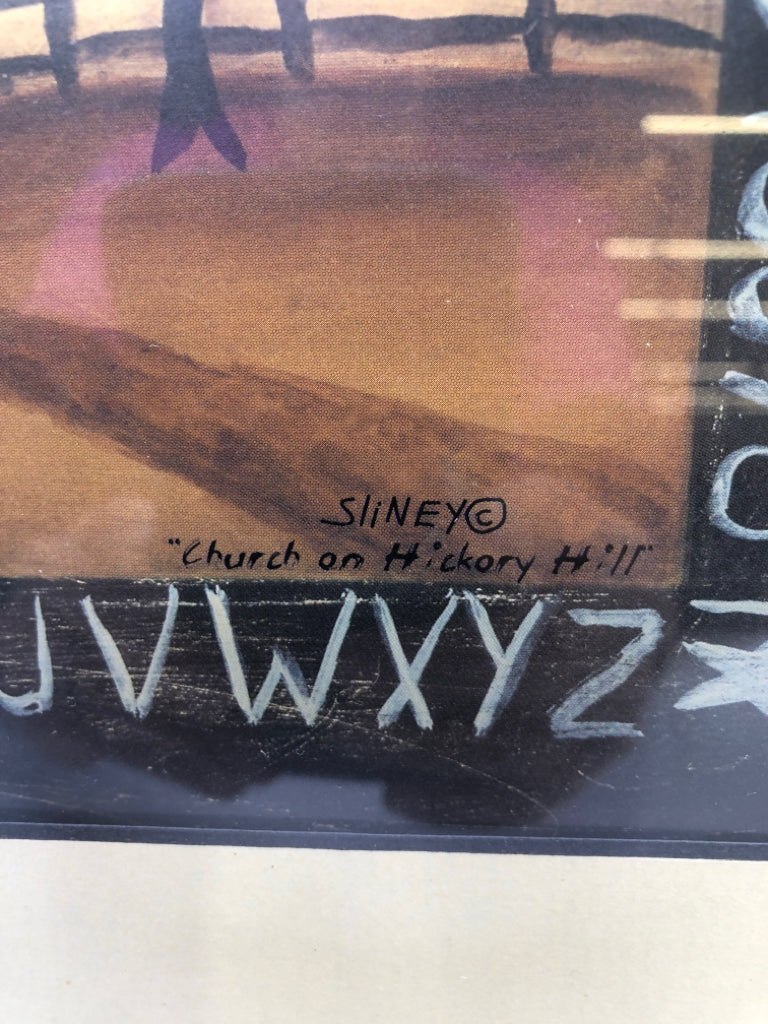 SLiNEY©
"Church on Hickory Hill"
UVWXYZ